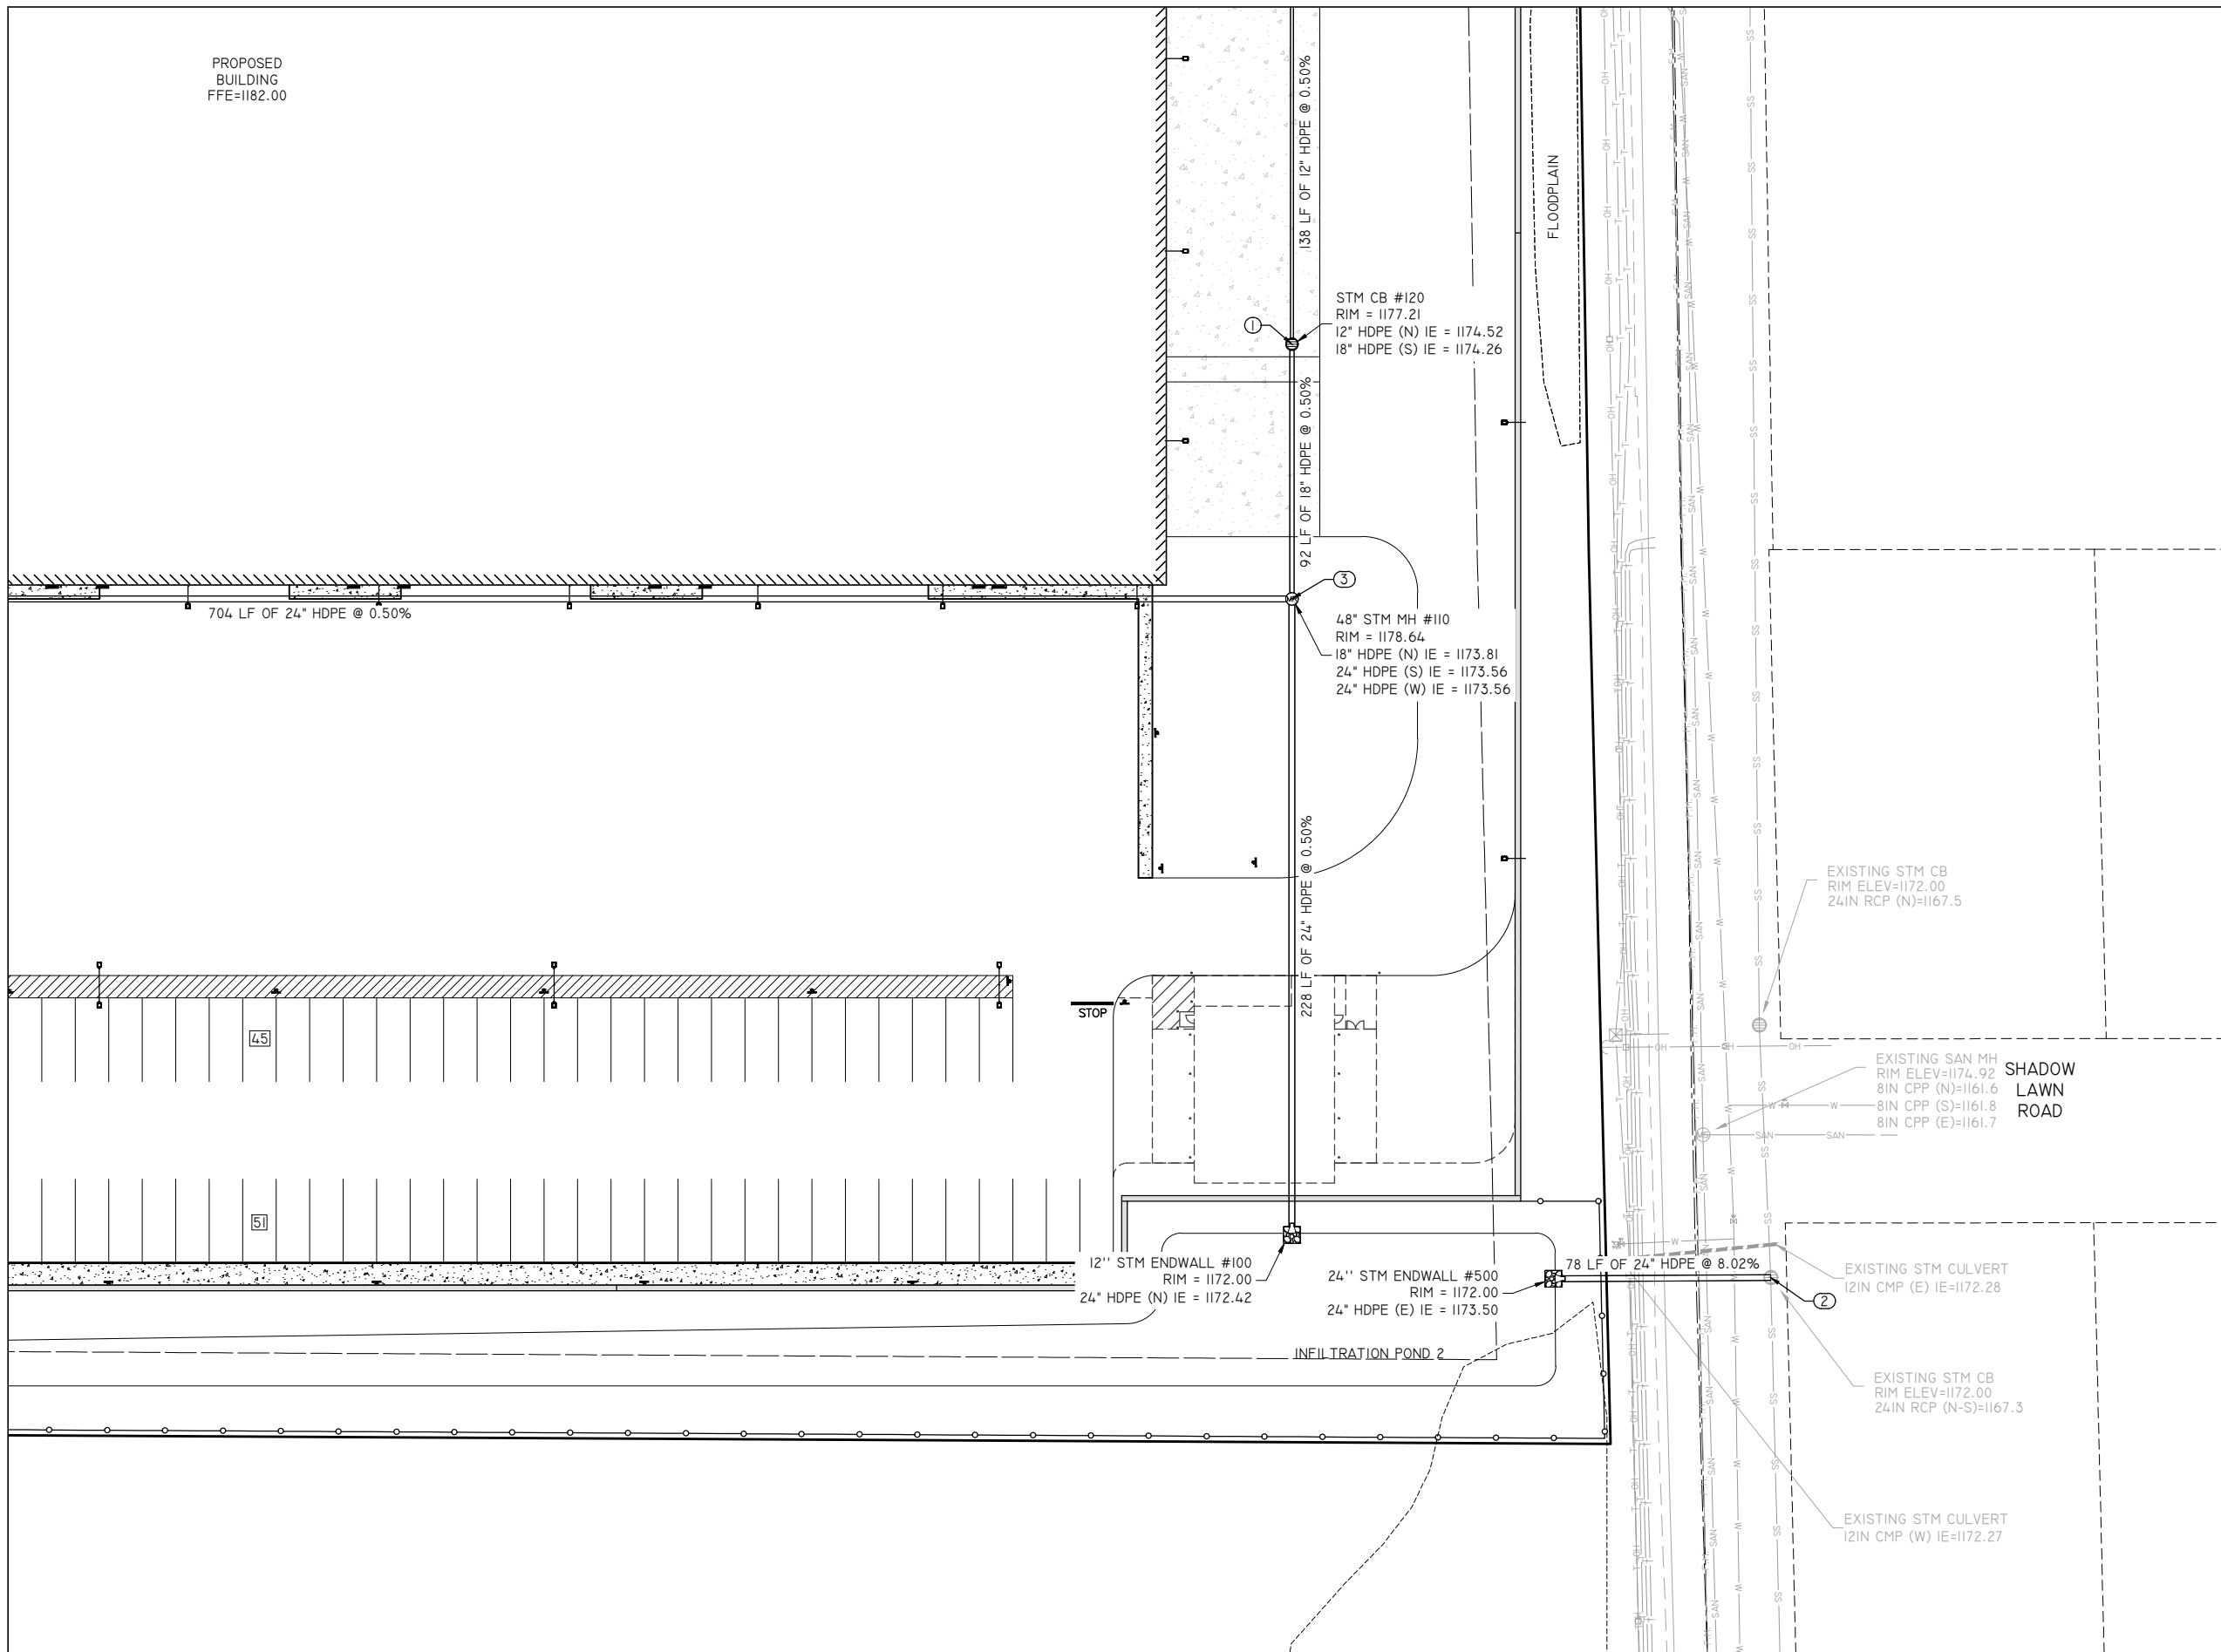 PROPOSED
BUILDING
FFE=1182.00
138 LF OF 12" HDPE @ 0.50%
FLOODPLAIN
STM CB #120
RIM = 1177.21
12" HDPE (N) IE = 1174.52
18" HDPE (S) IE = 1174.26
1
92 LF OF 18" HDPE @ 0.50%
3
704 LF OF 24" HDPE @ 0.50%
48" STM MH #110
RIM = 1178.64
18" HDPE (N) IE = 1173.81
24" HDPE (S) IE = 1173.56
24" HDPE (W) IE = 1173.56
228 LF OF 24" HDPE @ 0.50%
EXISTING STM CB
RIM ELEV=1172.00
24IN RCP (N)=1167.5
STOP
45
EXISTING SAN MH
RIM ELEV=1174.92
8IN CPP (N)=1161.6
8IN CPP (S)=1161.8
8IN CPP (E)=1161.7
SHADOW
LAWN
ROAD
51
12'' STM ENDWALL #100
RIM = 1172.00
24" HDPE (N) IE = 1172.42
24'' STM ENDWALL #500
RIM = 1172.00
24" HDPE (E) IE = 1173.50
78 LF OF 24" HDPE @ 8.02%
EXISTING STM CULVERT
12IN CMP (E) IE=1172.28
2
INFILTRATION POND 2
EXISTING STM CB
RIM ELEV=1172.00
24IN RCP (N-S)=1167.3
EXISTING STM CULVERT
12IN CMP (W) IE=1172.27